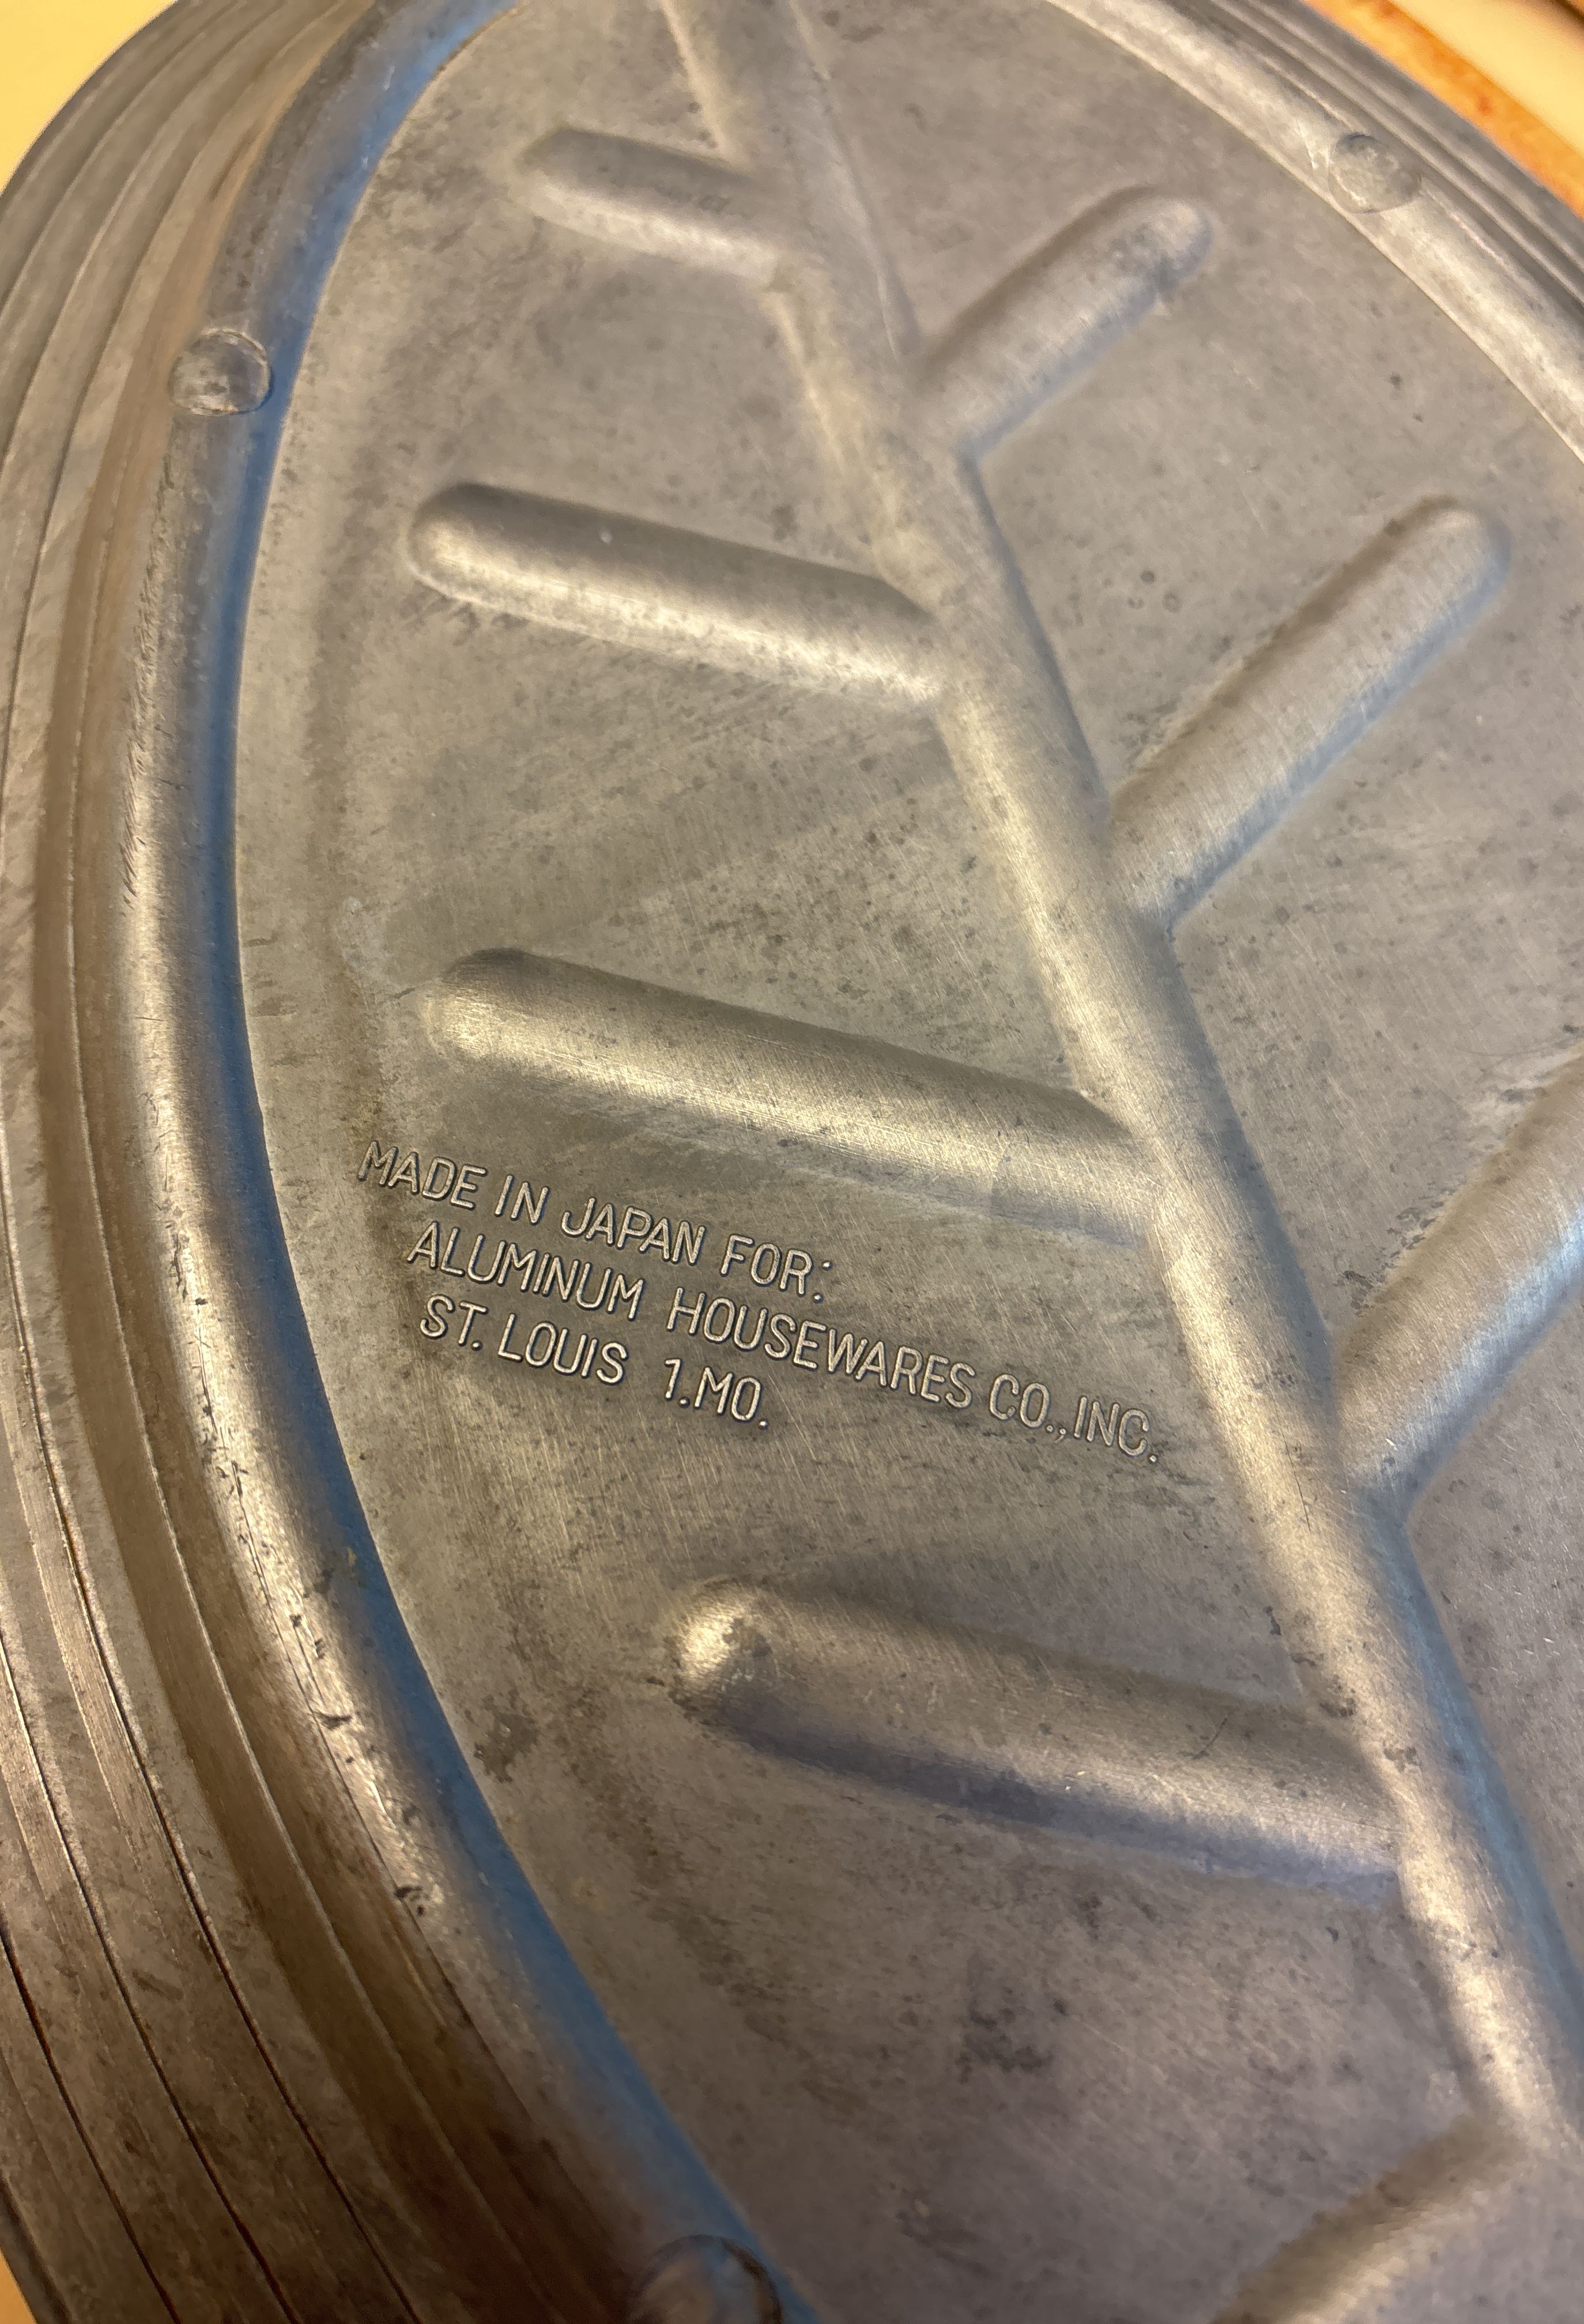 MADE IN JAPAN FOR:
ALUMINUM HOUSEWARES CO., INC.
ST. LOUIS 1. MO.